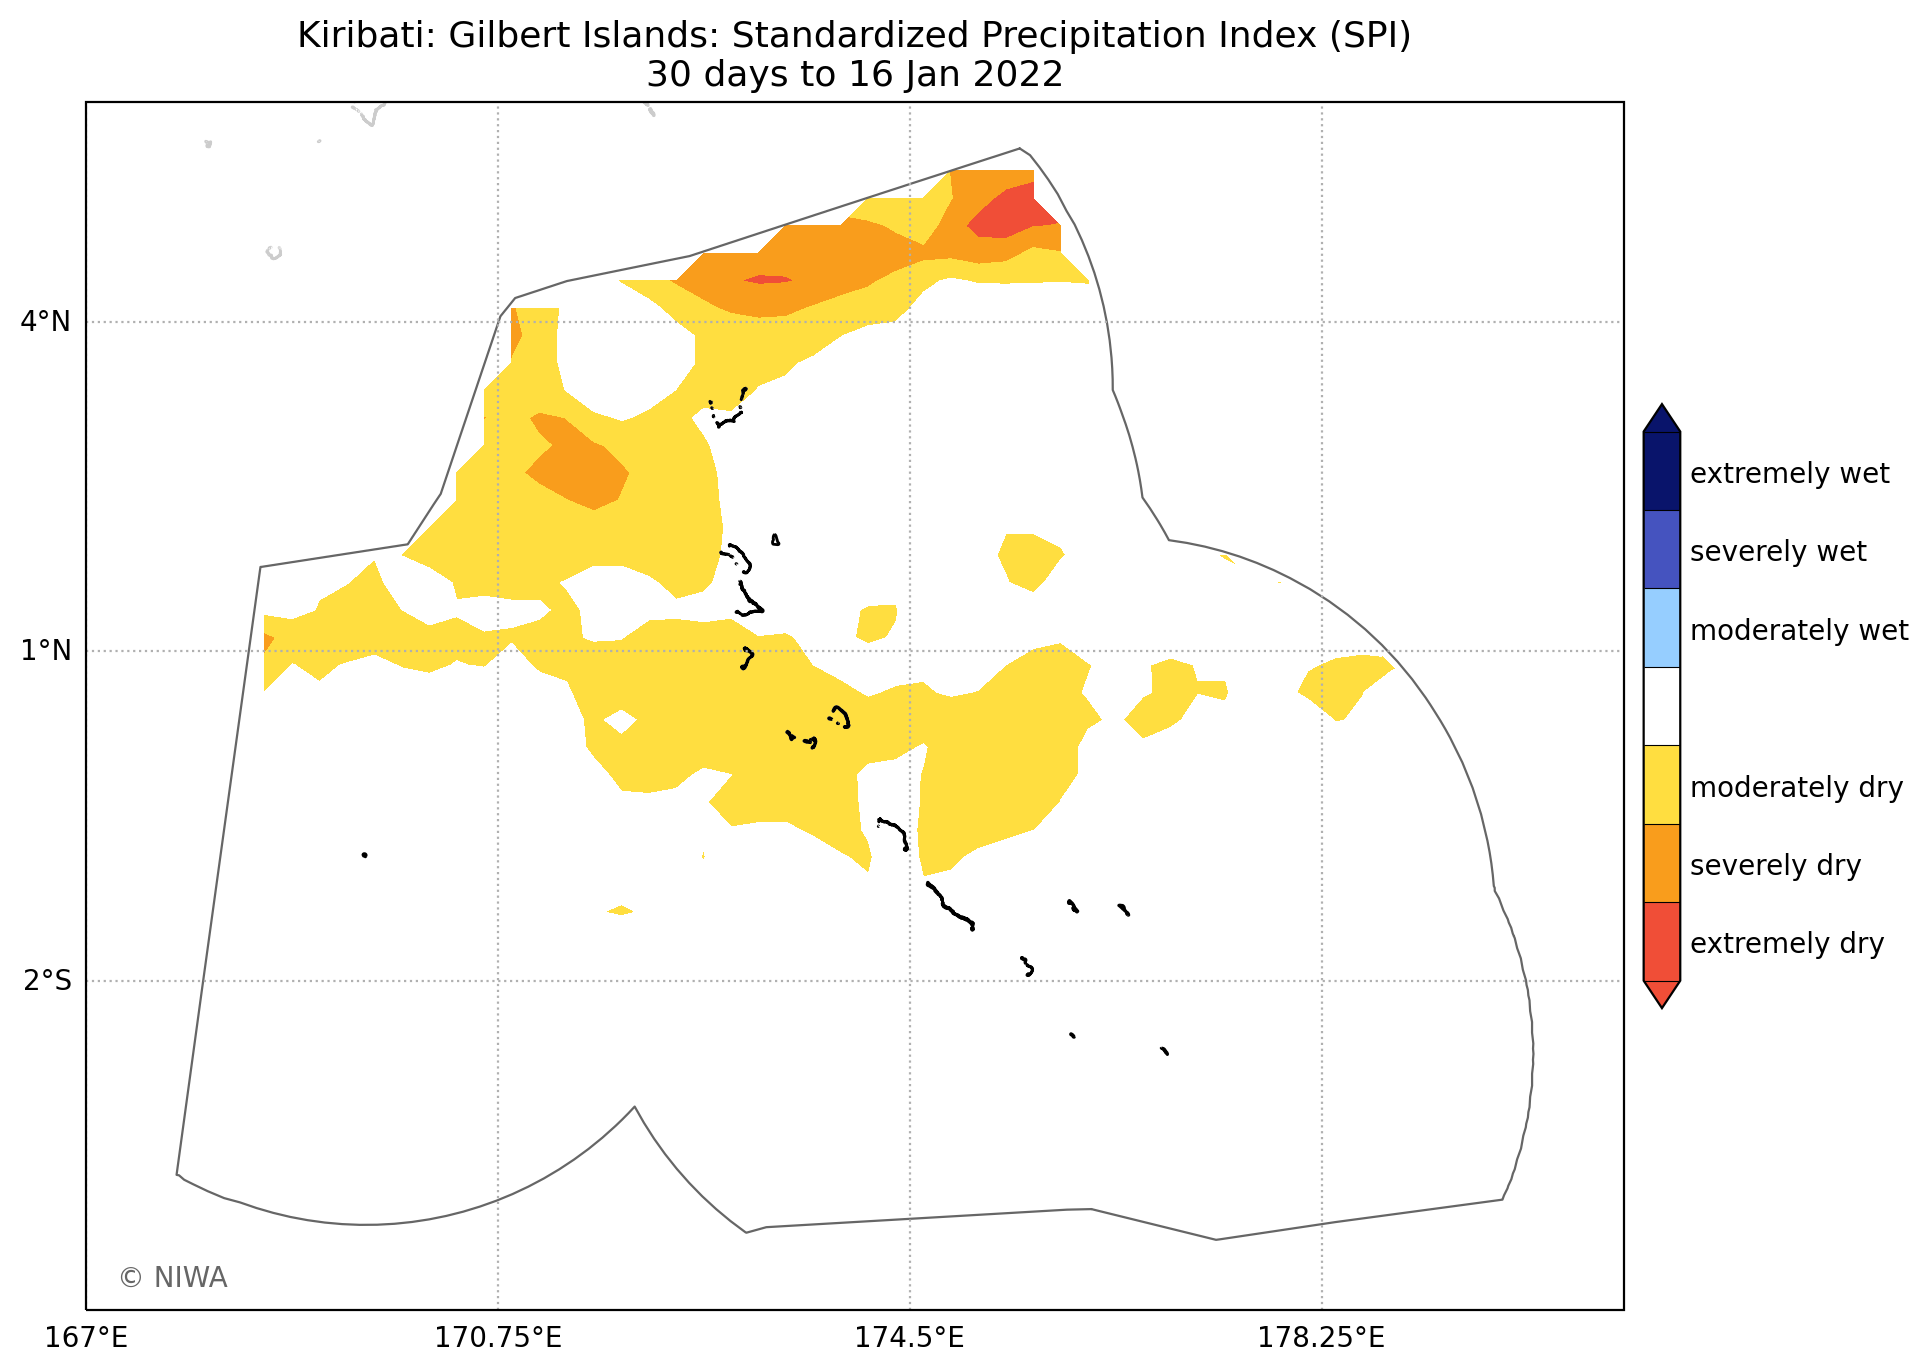 Kiribati: Gilbert Islands: Standardized Precipitation Index (SPI)
30 days to 16 Jan 2022
4°N
1°N
2°S
167°E
170.75°E
174.5°E
178.25°E
© NIWA
extremely wet
severely wet
moderately wet
moderately dry
severely dry
extremely dry